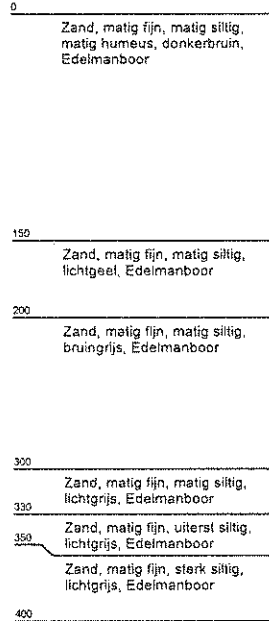 0
Zand, matig fijn, matig siltig,
matig humeus, donkerbruin,
Edelmanboor
150
Zand, matig fijn, matig siltig,
lichtgeel, Edelmanboor
200
Zand, matig fijn, matig siltig,
bruingrijs, Edelmanboor
300
Zand, matig fijn, matig siltig,
lichtgrijs, Edelmanboor
330
Zand, matig fijn, uiterst siltig,
lichtgrijs, Edelmanboor
350
Zand, matig fijn, sterk siltig,
lichtgrijs, Edelmanboor
400